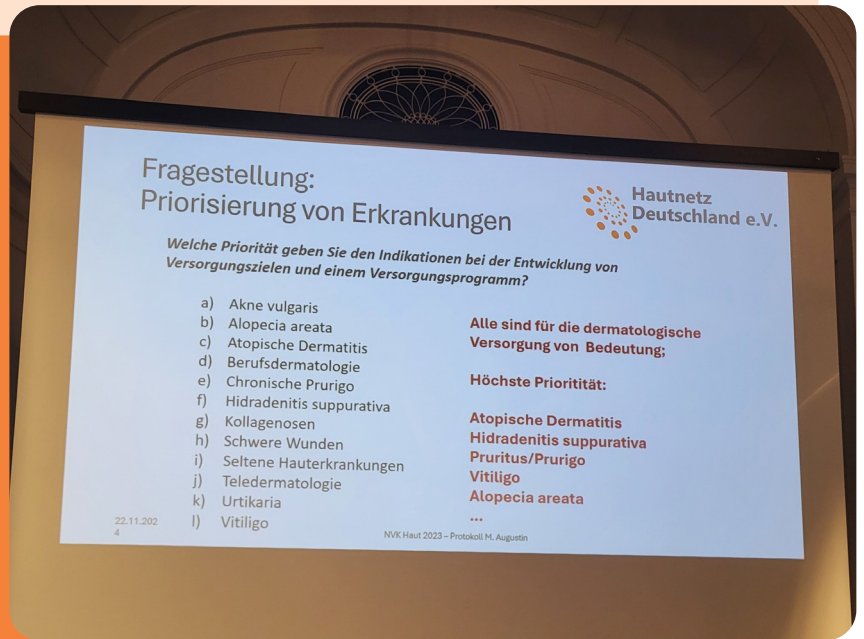 Fragestellung:
Priorisierung von Erkrankungen
Hautnetz
Deutschland e.V.
Welche Priorität geben Sie den Indikationen bei der Entwicklung von
Versorgungszielen und einem Versorgungsprogramm?
a) Akne vulgaris
b) Alopecia areata
c) Atopische Dermatitis
d) Berufsdermatologie
e) Chronische Prurigo
f) Hidradenitis suppurativa
g) Kollagenosen
h) Schwere Wunden
i) Seltene Hauterkrankungen
j) Teledermatologie
k) Urtikaria
l) Vitiligo
Alle sind für die dermatologische
Versorgung von Bedeutung;
Höchste Prioritität:
Atopische Dermatitis
Hidradenitis suppurativa
Pruritus/Prurigo
Vitiligo
Alopecia areata
...
22.11.202
4
NVK Haut 2023 – Protokoll M. Augustin